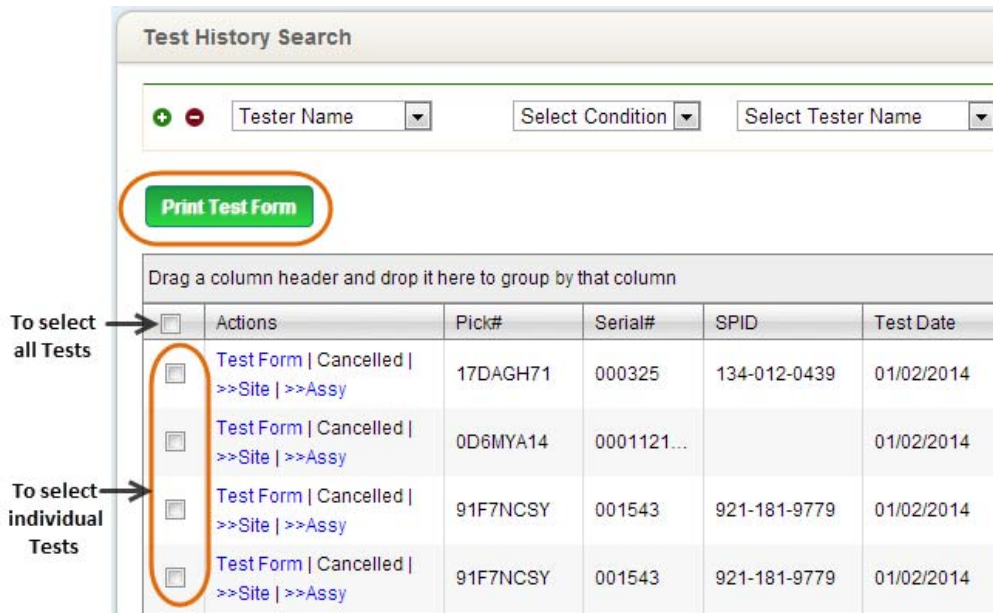 Test History Search
Tester Name Select Condition Select Tester Name
Print Test Form
Drag a column header and drop it here to group by that column
To select
all Tests
Actions Pick# Serial# SPID Test Date
Test Form | Cancelled |
>>Site | >>Assy
17DAGH71 000325 134-012-0439 01/02/2014
Test Form | Cancelled |
>>Site | >>Assy
0D6MYA14 0001121... 01/02/2014
To select
individual
Tests
Test Form | Cancelled |
>>Site | >>Assy
91F7NCSY 001543 921-181-9779 01/02/2014
Test Form | Cancelled |
>>Site | >>Assy
91F7NCSY 001543 921-181-9779 01/02/2014